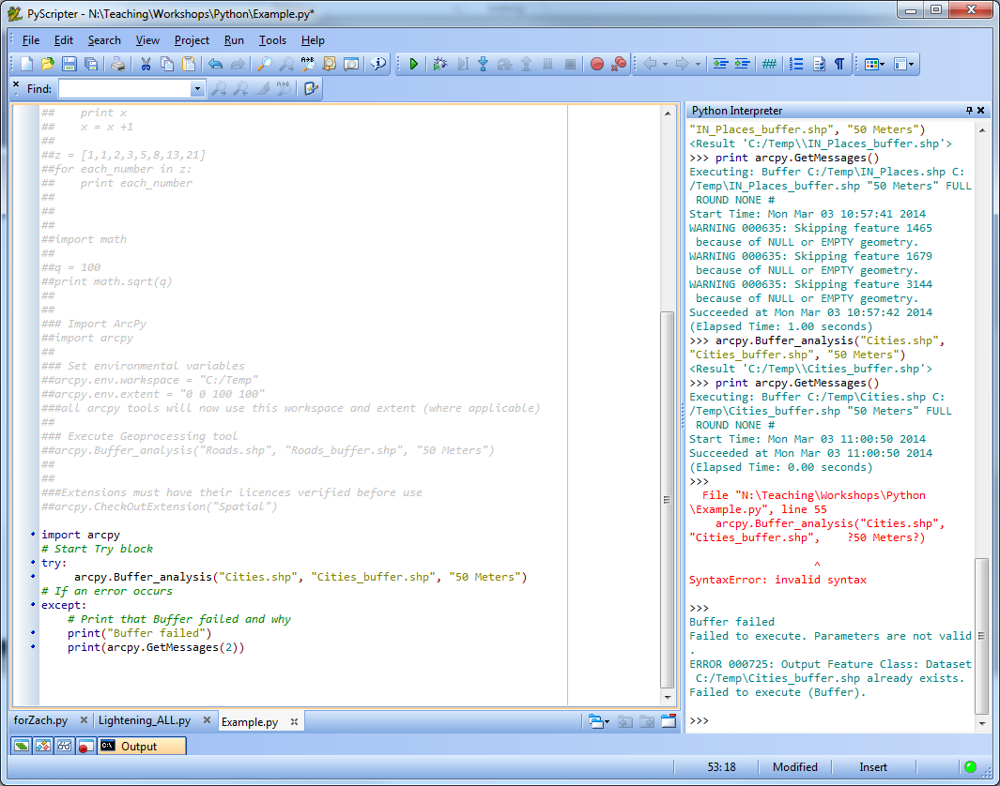 PyScripter - N:\Teaching\Workshops\Python\Example.py*
File Edit Search View Project Run Tools Help
Find:
##    print x
##    x = x +1
##
##z = [1,1,2,3,5,8,13,21]
##for each_number in z:
##    print each_number
##
##
##
##import math
##
##q = 100
##print math.sqrt(q)
##
##
### Import ArcPy
##import arcpy
##
### Set environmental variables
##arcpy.env.workspace = "C:/Temp"
##arcpy.env.extent = "0 0 100 100"
###all arcpy tools will now use this workspace and extent (where applicable)
##
### Execute Geoprocessing tool
##arcpy.Buffer_analysis("Roads.shp", "Roads_buffer.shp", "50 Meters")
##
##
###Extensions must have their licences verified before use
##arcpy.CheckOutExtension("Spatial")
import arcpy
# Start Try block
try:
     arcpy.Buffer_analysis("Cities.shp", "Cities_buffer.shp", "50 Meters")
# If an error occurs
except:
    # Print that Buffer failed and why
    print("Buffer failed")
    print(arcpy.GetMessages(2))
forZach.py Lightening_ALL.py Example.py
Python Interpreter
"IN_Places_buffer.shp", "50 Meters")
<Result 'C:/Temp\\IN_Places_buffer.shp'>
>>> print arcpy.GetMessages()
Executing: Buffer C:/Temp\IN_Places.shp C:
/Temp\IN_Places_buffer.shp "50 Meters" FULL
 ROUND NONE #
Start Time: Mon Mar 03 10:57:41 2014
WARNING 000635: Skipping feature 1465
 because of NULL or EMPTY geometry.
WARNING 000635: Skipping feature 1679
 because of NULL or EMPTY geometry.
WARNING 000635: Skipping feature 3144
 because of NULL or EMPTY geometry.
Succeeded at Mon Mar 03 10:57:42 2014
(Elapsed Time: 1.00 seconds)
>>> arcpy.Buffer_analysis("Cities.shp",
"Cities_buffer.shp", "50 Meters")
<Result 'C:/Temp\\Cities_buffer.shp'>
>>> print arcpy.GetMessages()
Executing: Buffer C:/Temp\Cities.shp C:
/Temp\Cities_buffer.shp "50 Meters" FULL
 ROUND NONE #
Start Time: Mon Mar 03 11:00:50 2014
Succeeded at Mon Mar 03 11:00:50 2014
(Elapsed Time: 0.00 seconds)
>>>
  File "N:\Teaching\Workshops\Python
\Example.py", line 55
    arcpy.Buffer_analysis("Cities.shp",
"Cities_buffer.shp",    ?50 Meters?)
^
SyntaxError: invalid syntax
>>>
Buffer failed
Failed to execute. Parameters are not valid
.
ERROR 000725: Output Feature Class: Dataset
 C:/Temp\Cities_buffer.shp already exists.
Failed to execute (Buffer).
>>>
Output
53: 18 Modified Insert